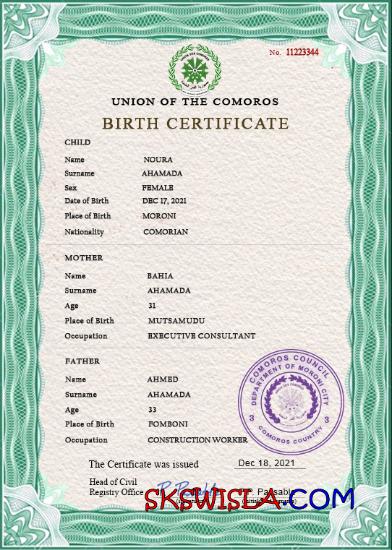 No. 11223344
UNION OF THE COMOROS
BIRTH CERTIFICATE
CHILD
Name NOURA
Surname AHAMADA
Sex FEMALE
Date of Birth DEC 17, 2021
Place of Birth MORONI
Nationality COMORIAN
MOTHER
Name BAHIA
Surname AHAMADA
Age 31
Place of Birth MUTSAMUDU
Occupation EXECUTIVE CONSULTANT
FATHER
Name AHMED
Surname AHAMADA
Age 33
Place of Birth FOMBONI
Occupation CONSTRUCTION WORKER
COMOROS COUNCIL
DEPARTMENT OF MORONI CITY
3 3
COMOROS COUNTRY
The Certificate was issued Dec 18, 2021
Head of Civil
Registry Office
SKSWISLA.COM